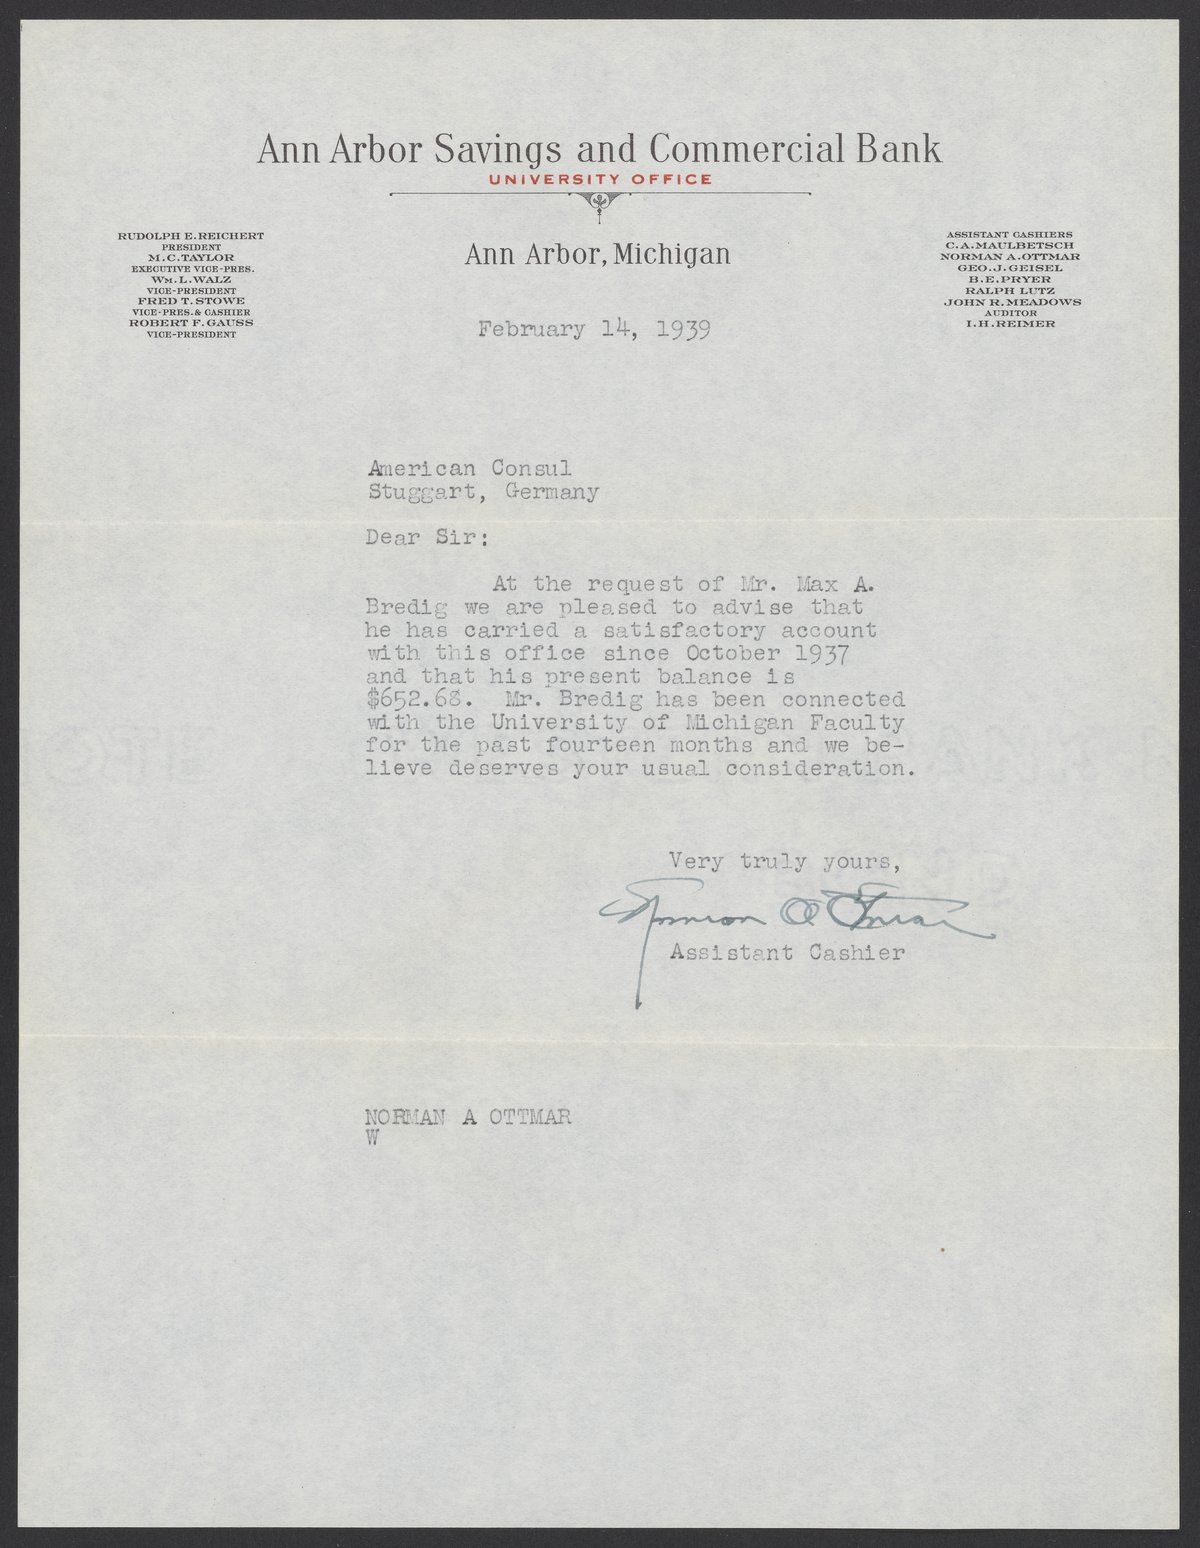 Ann Arbor Savings and Commercial Bank
UNIVERSITY OFFICE
Ann Arbor, Michigan
RUDOLPH E. REICHERT
PRESIDENT
M. C. TAYLOR
EXECUTIVE VICE-PRES.
WM. L. WALZ
VICE-PRESIDENT
FRED T. STOWE
VICE-PRES. & CASHIER
ROBERT F. GAUSS
VICE-PRESIDENT
ASSISTANT CASHIERS
C. A. MAULBETSCH
NORMAN A. OTTMAR
GEO. J. GEISEL
B. E. PRYER
RALPH LUTZ
JOHN R. MEADOWS
AUDITOR
I. H. REIMER
February 14, 1939
American Consul
Stuggart, Germany
Dear Sir:
At the request of Mr. Max A.
Bredig we are pleased to advise that
he has carried a satisfactory account
with this office since October 1937
and that his present balance is
$652.68. Mr. Bredig has been connected
with the University of Michigan Faculty
for the past fourteen months and we be-
lieve deserves your usual consideration.
Very truly yours,
Norman A Ottmar
Assistant Cashier
NORMAN A OTTMAR
W